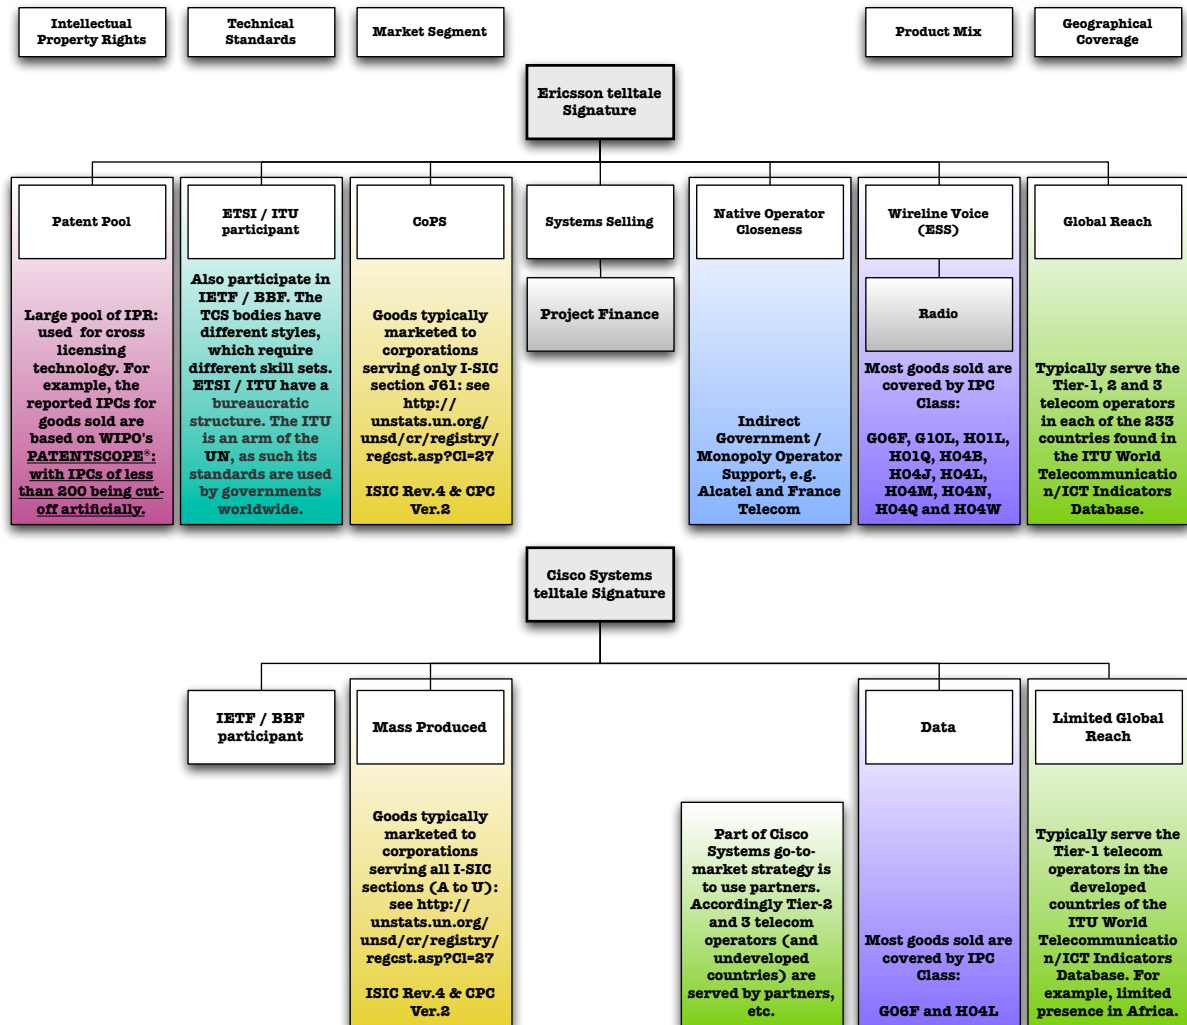 Intellectual
Property Rights
Technical
Standards
Market Segment
Product Mix
Geographical
Coverage
Ericsson telltale
Signature
Patent Pool
Large pool of IPR:
used for cross
licensing
technology. For
example, the
reported IPCs for
goods sold are
based on WIPO's
PATENTSCOPE®:
with IPCs of less
than 200 being cut-
off artificially.
ETSI / ITU
participant
Also participate in
IETF / BBF. The
TCS bodies have
different styles,
which require
different skill sets.
ETSI / ITU have a
bureaucratic
structure. The ITU
is an arm of the
UN, as such its
standards are used
by governments
worldwide.
CoPS
Goods typically
marketed to
corporations
serving only I-SIC
section J61: see
http://
unstats.un.org/
unsd/cr/registry/
regcst.asp?Cl=27
ISIC Rev.4 & CPC
Ver.2
Systems Selling
Project Finance
Native Operator
Closeness
Indirect
Government /
Monopoly Operator
Support, e.g.
Alcatel and France
Telecom
Wireline Voice
(ESS)
Radio
Most goods sold are
covered by IPC
Class:
G06F, G10L, H01L,
H01Q, H04B,
H04J, H04L,
H04M, H04N,
H04Q and H04W
Global Reach
Typically serve the
Tier-1, 2 and 3
telecom operators
in each of the 233
countries found in
the ITU World
Telecommunicatio
n/ICT Indicators
Database.
Cisco Systems
telltale Signature
IETF / BBF
participant
Mass Produced
Goods typically
marketed to
corporations
serving all I-SIC
sections (A to U):
see http://
unstats.un.org/
unsd/cr/registry/
regcst.asp?Cl=27
ISIC Rev.4 & CPC
Ver.2
Part of Cisco
Systems go-to-
market strategy is
to use partners.
Accordingly Tier-2
and 3 telecom
operators (and
undeveloped
countries) are
served by partners,
etc.
Data
Most goods sold are
covered by IPC
Class:
G06F and H04L
Limited Global
Reach
Typically serve the
Tier-1 telecom
operators in the
developed
countries of the
ITU World
Telecommunicatio
n/ICT Indicators
Database. For
example, limited
presence in Africa.